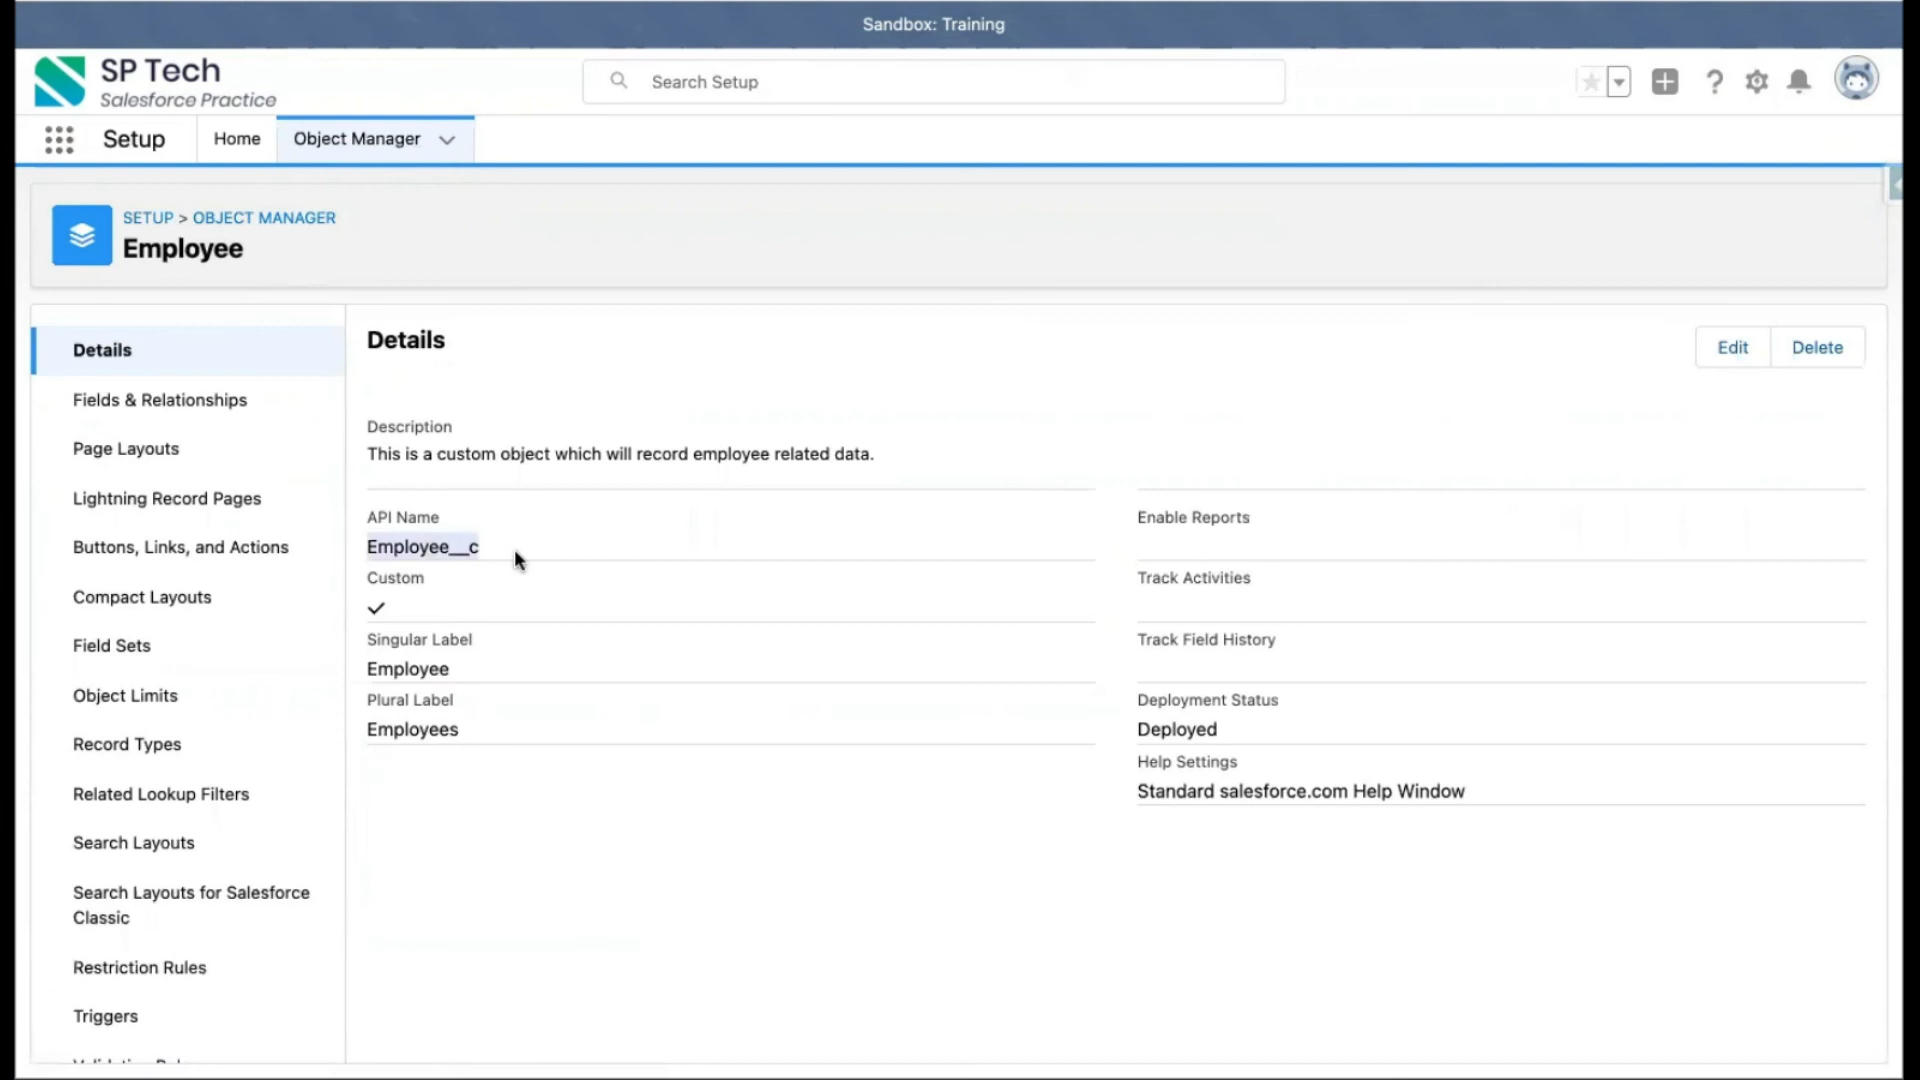 Sandbox: Training
SP Tech
Salesforce Practice
Search Setup
Setup
Home
Object Manager
SETUP > OBJECT MANAGER
Employee
Details
Fields & Relationships
Page Layouts
Lightning Record Pages
Buttons, Links, and Actions
Compact Layouts
Field Sets
Object Limits
Record Types
Related Lookup Filters
Search Layouts
Search Layouts for Salesforce
Classic
Restriction Rules
Triggers
Details
Edit
Delete
Description
This is a custom object which will record employee related data.
API Name
Employee__c
Custom
Singular Label
Employee
Plural Label
Employees
Enable Reports
Track Activities
Track Field History
Deployment Status
Deployed
Help Settings
Standard salesforce.com Help Window